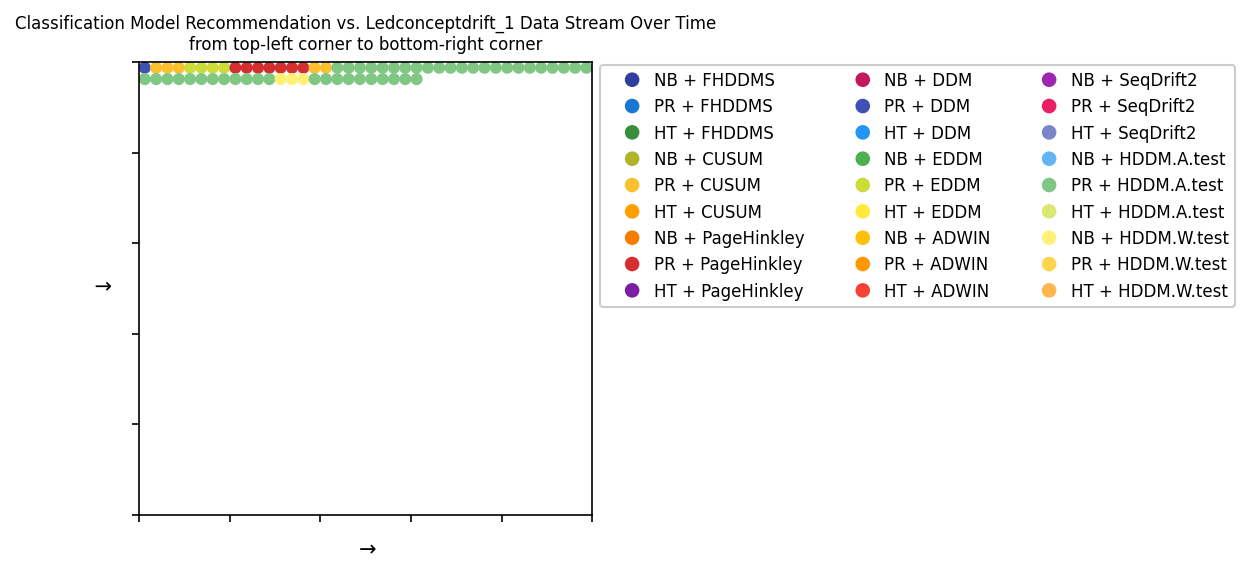 Classification Model Recommendation vs. Ledconceptdrift_1 Data Stream Over Time
from top-left corner to bottom-right corner
NB + FHDDMS
PR + FHDDMS
HT + FHDDMS
NB + CUSUM
PR + CUSUM
HT + CUSUM
NB + PageHinkley
PR + PageHinkley
HT + PageHinkley
NB + DDM
PR + DDM
HT + DDM
NB + EDDM
PR + EDDM
HT + EDDM
NB + ADWIN
PR + ADWIN
HT + ADWIN
NB + SeqDrift2
PR + SeqDrift2
HT + SeqDrift2
NB + HDDM.A.test
PR + HDDM.A.test
HT + HDDM.A.test
NB + HDDM.W.test
PR + HDDM.W.test
HT + HDDM.W.test
→
→